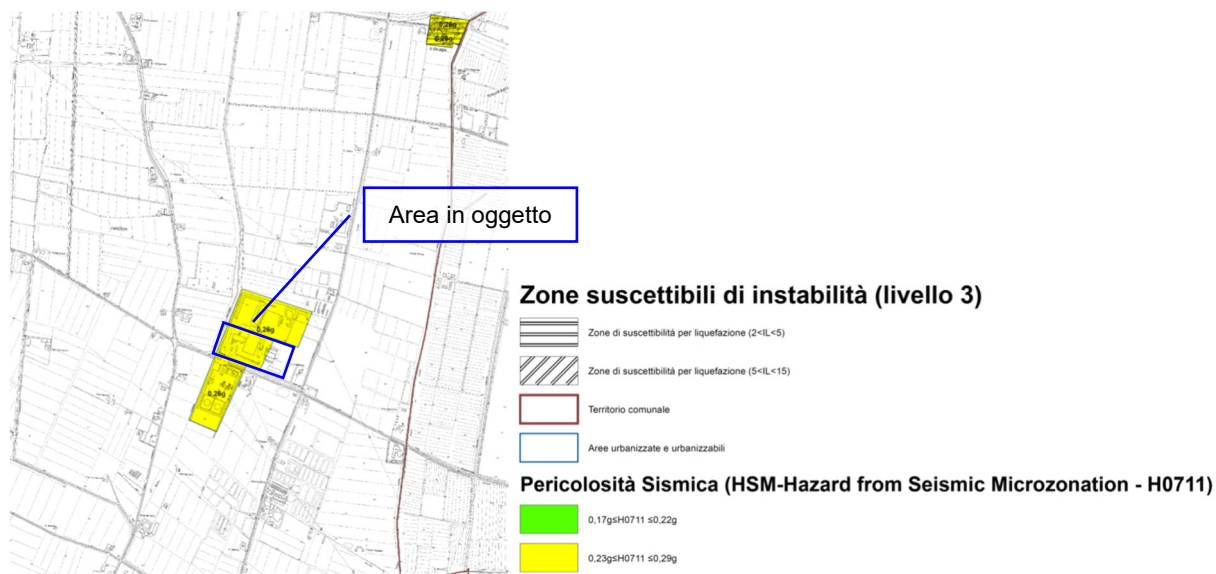 0,26g
0,26g
Area in oggetto
0,26g
0,26g
Zone suscettibili di instabilità (livello 3)
Zone di suscettibilità per liquefazione (2<IL<5)
Zone di suscettibilità per liquefazione (5<IL<15)
Territorio comunale
Aree urbanizzate e urbanizzabili
Pericolosità Sismica (HSM-Hazard from Seismic Microzonation - H0711)
0,17g≤H0711 ≤0,22g
0,23g≤H0711 ≤0,29g